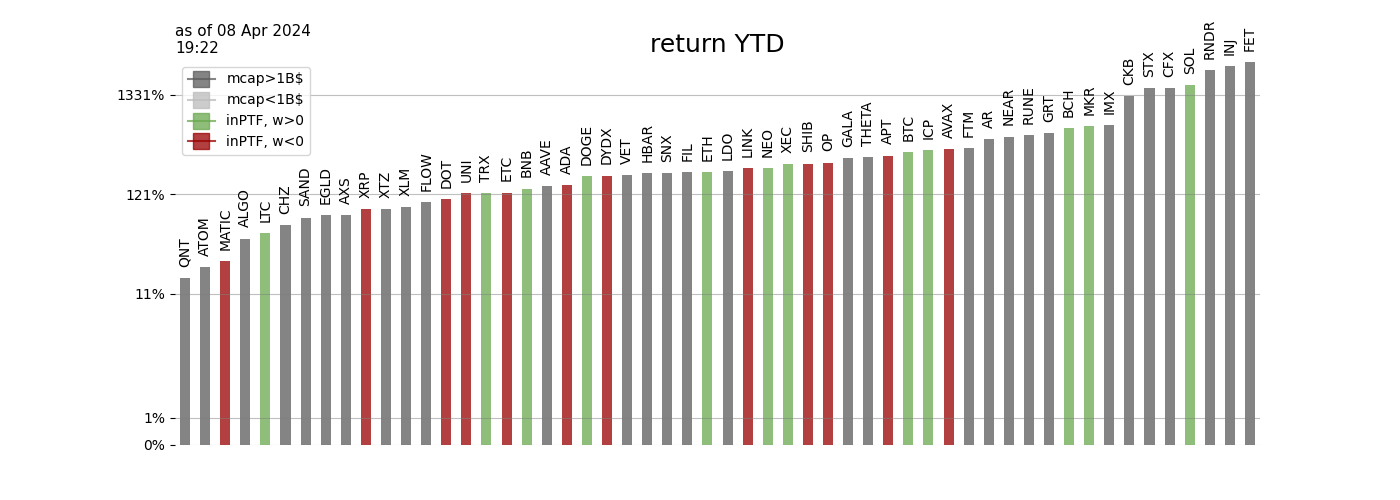 as of 08 Apr 2024
19:22
return YTD
mcap>1B$
mcap<1B$
inPTF, w>0
inPTF, w<0
1331%
121%
11%
1%
0%
QNT
ATOM
MATIC
ALGO
LTC
CHZ
SAND
EGLD
AXS
XRP
XTZ
XLM
FLOW
DOT
UNI
TRX
ETC
BNB
AAVE
ADA
DOGE
DYDX
VET
HBAR
SNX
FIL
ETH
LDO
LINK
NEO
XEC
SHIB
OP
GALA
THETA
APT
BTC
ICP
AVAX
FTM
AR
NEAR
RUNE
GRT
BCH
MKR
IMX
CKB
STX
CFX
SOL
RNDR
INJ
FET